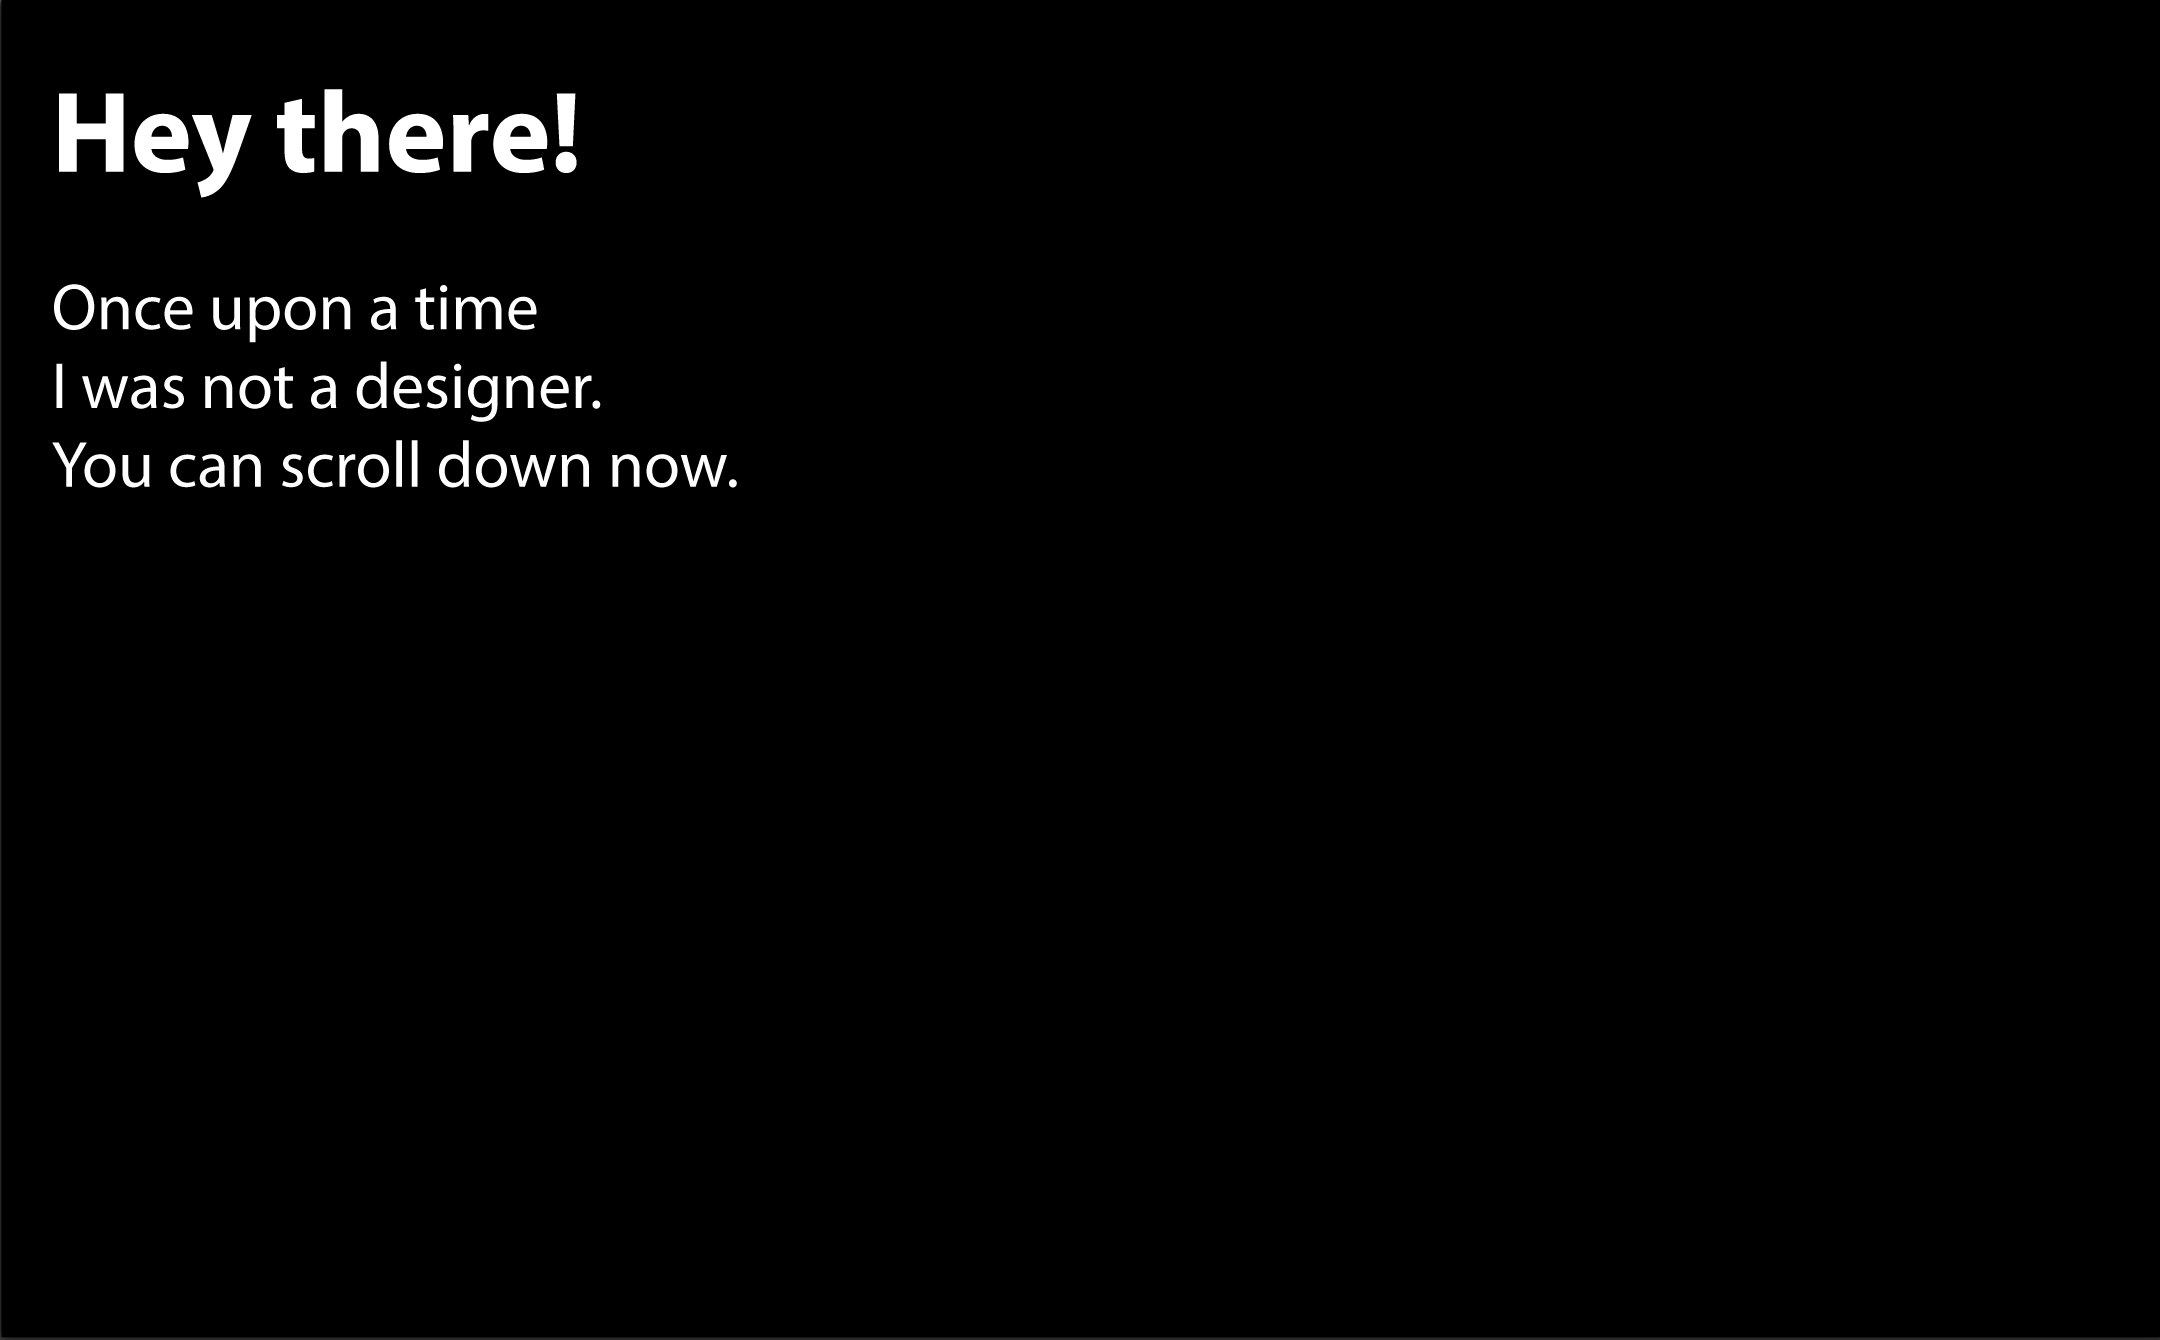 Hey there!
Once upon a time
I was not a designer.
You can scroll down now.